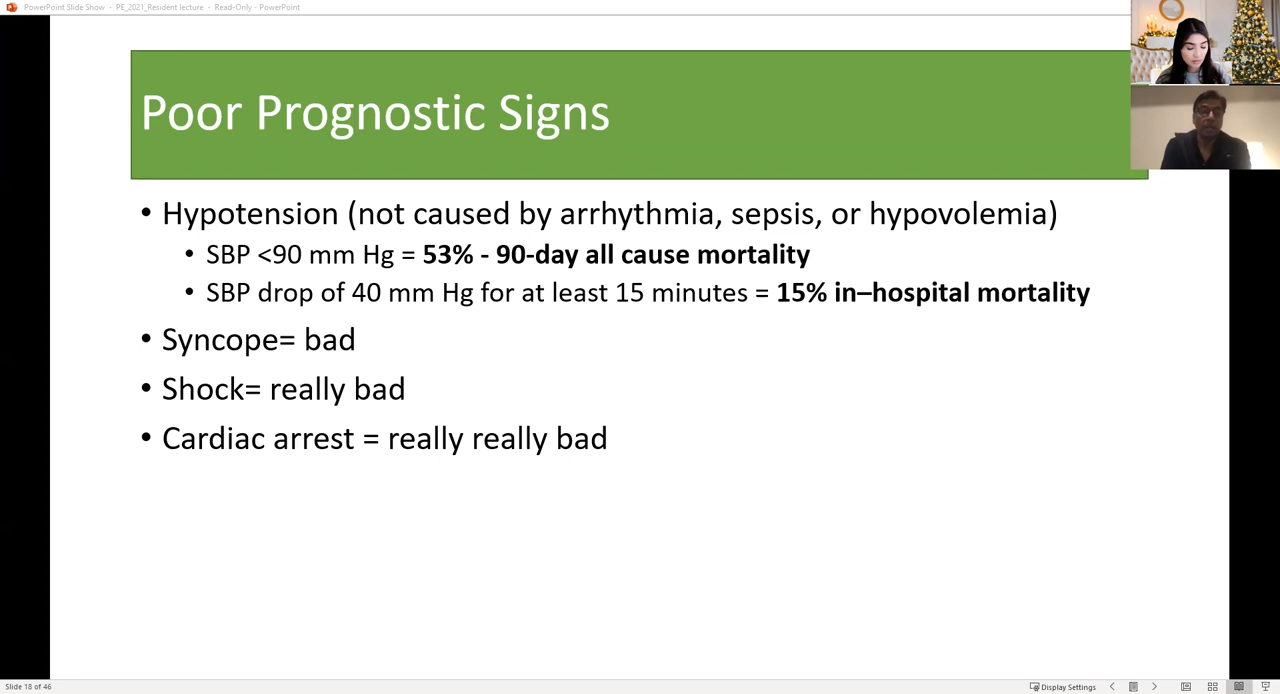 PowerPoint Slide Show - PE_2021_Resident lecture - Read-Only - PowerPoint
Poor Prognostic Signs
• Hypotension (not caused by arrhythmia, sepsis, or hypovolemia)
• SBP <90 mm Hg = 53% - 90-day all cause mortality
• SBP drop of 40 mm Hg for at least 15 minutes = 15% in–hospital mortality
• Syncope= bad
• Shock= really bad
• Cardiac arrest = really really bad
Slide 18 of 46
Display Settings